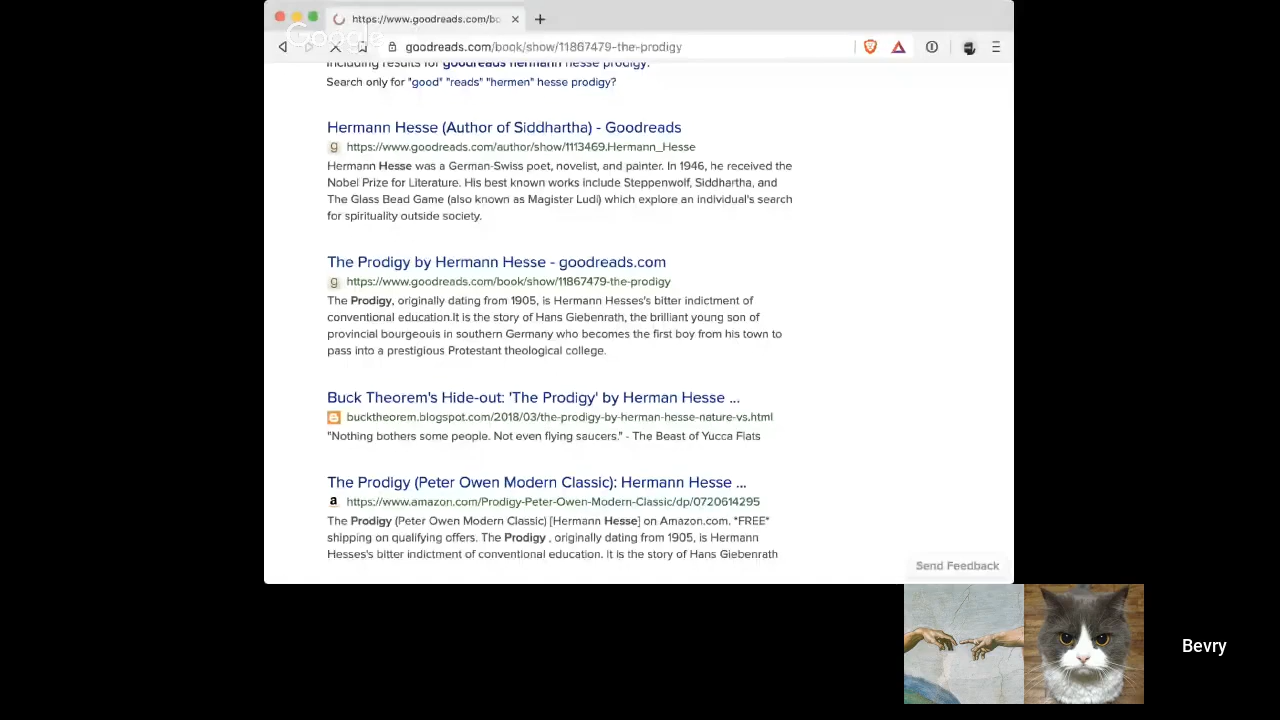 https://www.goodreads.com/bo
Google
goodreads.com/book/show/11867479-the-prodigy
Including results for goodreads hermann hesse prodigy.
Search only for "good" "reads" "hermen" hesse prodigy?
Hermann Hesse (Author of Siddhartha) - Goodreads
g https://www.goodreads.com/author/show/1113469.Hermann_Hesse
Hermann Hesse was a German-Swiss poet, novelist, and painter. In 1946, he received the
Nobel Prize for Literature. His best known works include Steppenwolf, Siddhartha, and
The Glass Bead Game (also known as Magister Ludi) which explore an individual's search
for spirituality outside society.
The Prodigy by Hermann Hesse - goodreads.com
g https://www.goodreads.com/book/show/11867479-the-prodigy
The Prodigy, originally dating from 1905, is Hermann Hesses's bitter indictment of
conventional education.It is the story of Hans Giebenrath, the brilliant young son of
provincial bourgeouis in southern Germany who becomes the first boy from his town to
pass into a prestigious Protestant theological college.
Buck Theorem's Hide-out: 'The Prodigy' by Herman Hesse ...
bucktheorem.blogspot.com/2018/03/the-prodigy-by-herman-hesse-nature-vs.html
"Nothing bothers some people. Not even flying saucers." - The Beast of Yucca Flats
The Prodigy (Peter Owen Modern Classic): Hermann Hesse ...
a https://www.amazon.com/Prodigy-Peter-Owen-Modern-Classic/dp/0720614295
The Prodigy (Peter Owen Modern Classic) [Hermann Hesse] on Amazon.com. *FREE*
shipping on qualifying offers. The Prodigy , originally dating from 1905, is Hermann
Hesses's bitter indictment of conventional education. It is the story of Hans Giebenrath
Send Feedback
Bevry